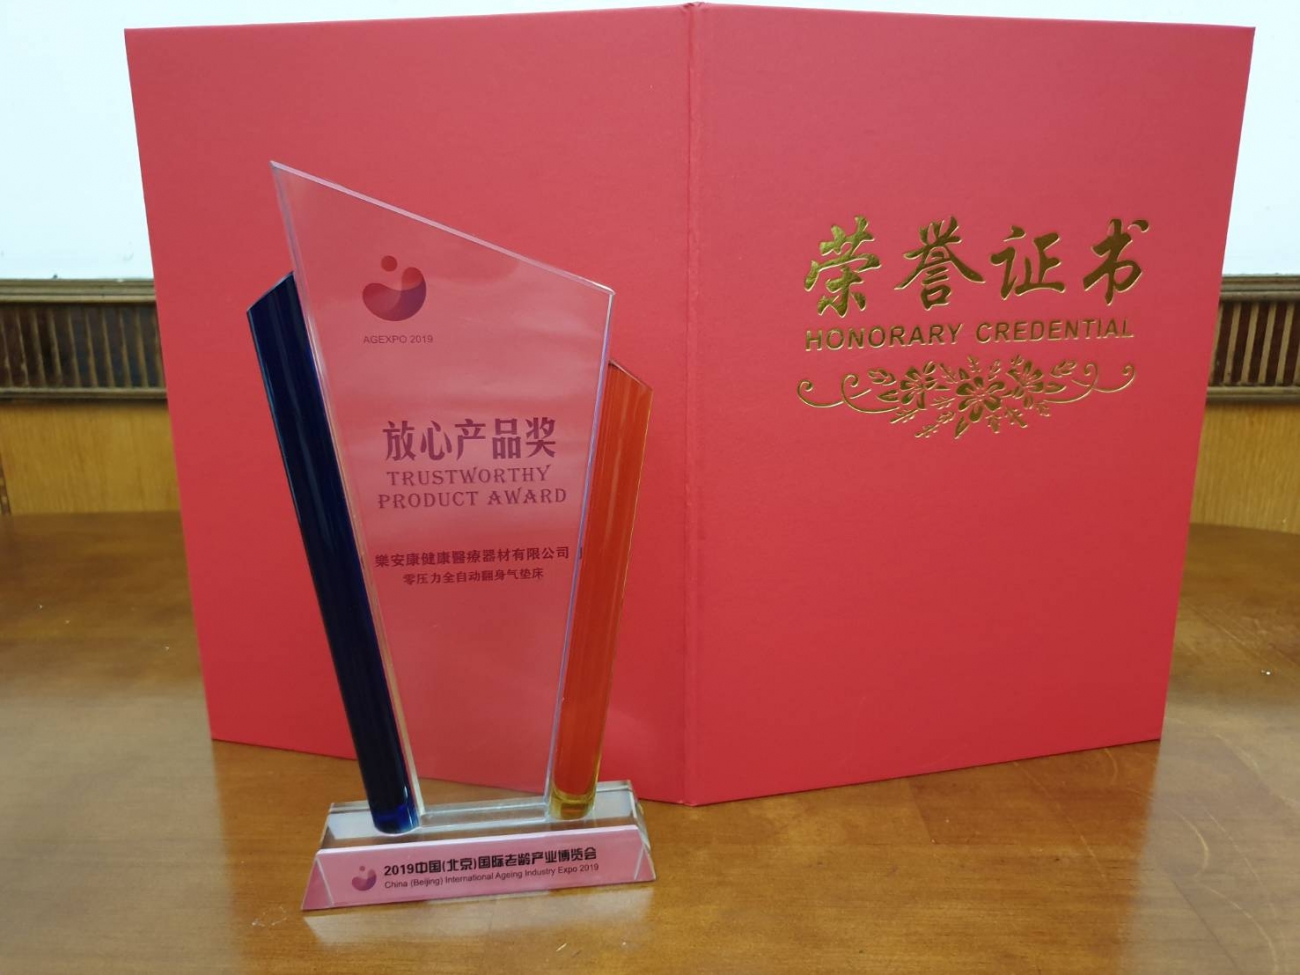 AGEXPO 2019
放心产品奖
TRUSTWORTHY
PRODUCT AWARD
樂安康健康醫療器材有限公司
零压力全自动翻身气垫床
2019中国(北京)国际老龄产业博览会
China (Beijing) International Ageing Industry Expo 2019
荣誉证书
HONORARY CREDENTIAL